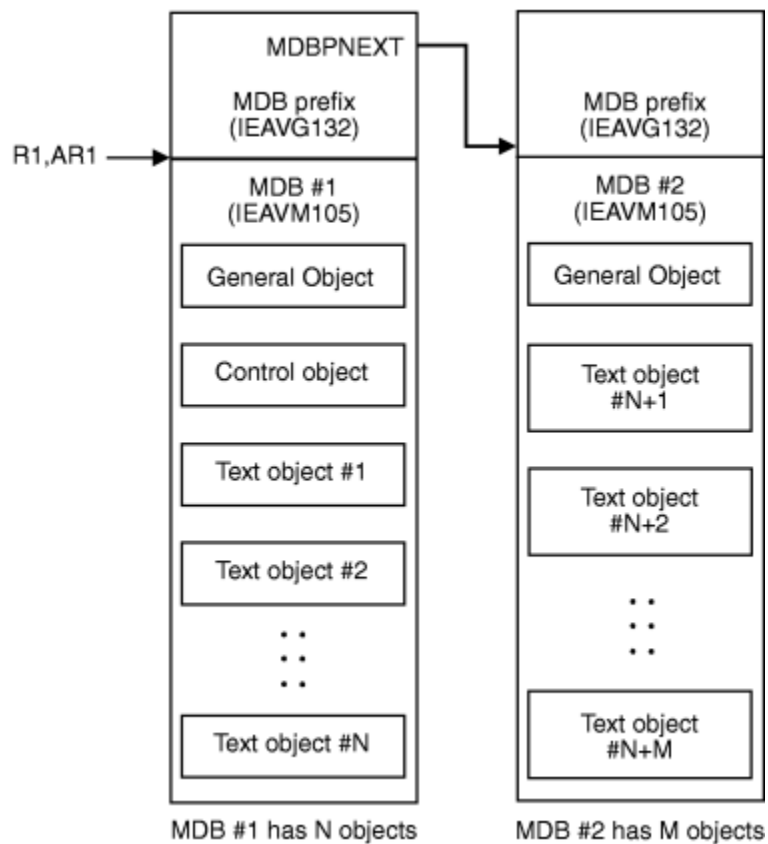 MDBPNEXT
MDB prefix
(IEAVG132)
R1,AR1
MDB #1
(IEAVM105)
General Object
Control object
Text object #1
Text object #2
Text object #N
MDB #1 has N objects
MDB prefix
(IEAVG132)
MDB #2
(IEAVM105)
General Object
Text object
#N+1
Text object
#N+2
Text object
#N+M
MDB #2 has M objects